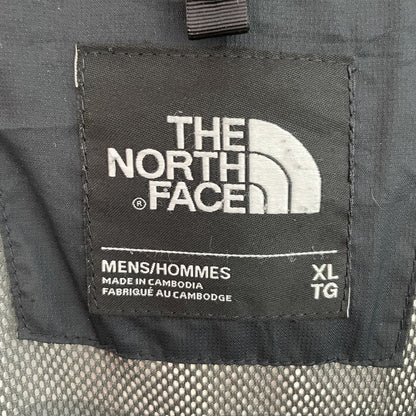 THE
NORTH
® FACE
MENS/HOMMES XL
MADE IN CAMBODIA TG
FABRIQUÉ AU CAMBODGE